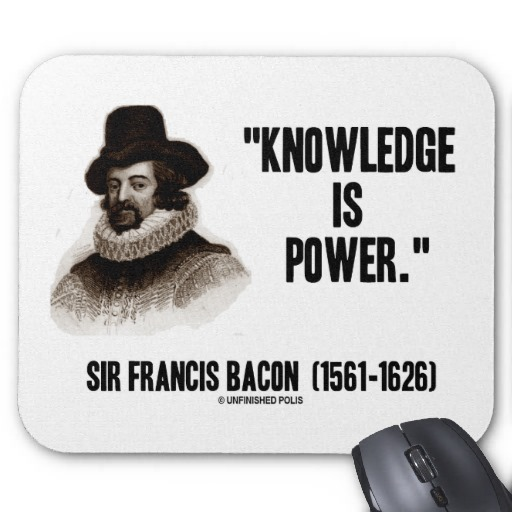 "KNOWLEDGE
IS
POWER."
SIR FRANCIS BACON (1561-1626)
© UNFINISHED POLIS